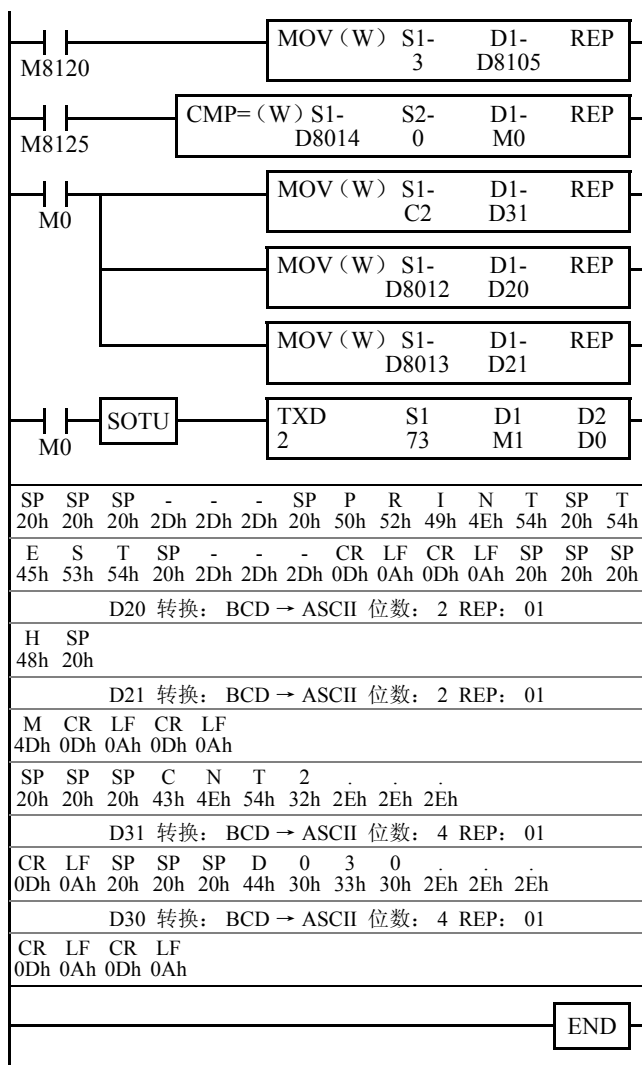 MOV（W） S1- D1- REP
M8120 3 D8105
CMP=（W）S1- S2- D1- REP
M8125 D8014 0 M0
MOV（W） S1- D1- REP
M0 C2 D31
MOV（W） S1- D1- REP
D8012 D20
MOV（W） S1- D1- REP
D8013 D21
SOTU TXD S1 D1 D2
M0 2 73 M1 D0
SP SP SP - - - SP P R I N T SP T
20h 20h 20h 2Dh 2Dh 2Dh 20h 50h 52h 49h 4Eh 54h 20h 54h
E S T SP - - - CR LF CR LF SP SP SP
45h 53h 54h 20h 2Dh 2Dh 2Dh 0Dh 0Ah 0Dh 0Ah 20h 20h 20h
D20 转换： BCD → ASCII 位数： 2 REP： 01
H SP
48h 20h
D21 转换： BCD → ASCII 位数： 2 REP： 01
M CR LF CR LF
4Dh 0Dh 0Ah 0Dh 0Ah
SP SP SP C N T 2 . . .
20h 20h 20h 43h 4Eh 54h 32h 2Eh 2Eh 2Eh
D31 转换： BCD → ASCII 位数： 4 REP： 01
CR LF SP SP SP D 0 3 0 . . .
0Dh 0Ah 20h 20h 20h 44h 30h 33h 30h 2Eh 2Eh 2Eh
D30 转换： BCD → ASCII 位数： 4 REP： 01
CR LF CR LF
0Dh 0Ah 0Dh 0Ah
END